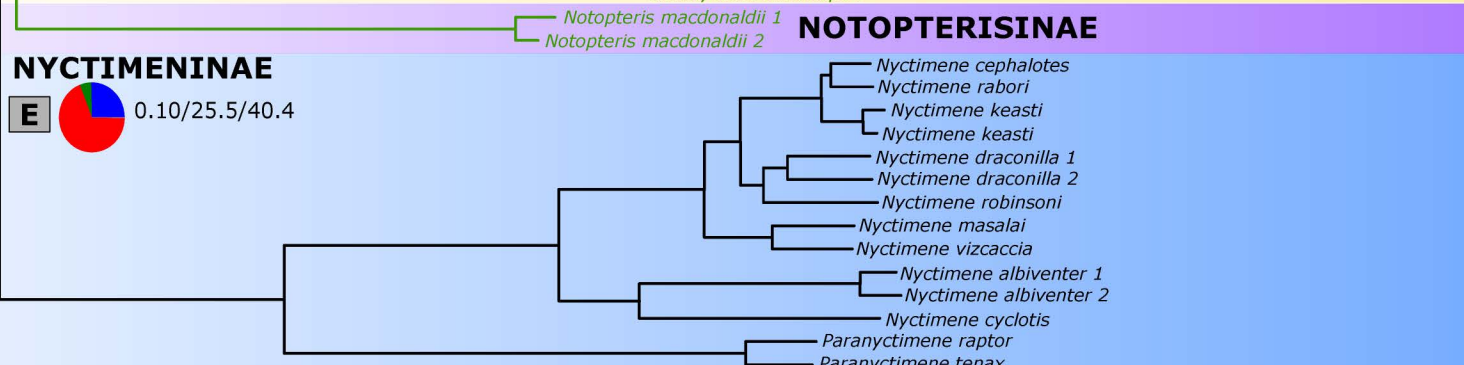 Notopteris macdonaldii 1
NOTOPTERISINAE
Notopteris macdonaldii 2
NYCTIMENINAE
E
0.10/25.5/40.4
Nyctimene cephalotes
Nyctimene rabori
Nyctimene keasti
Nyctimene keasti
Nyctimene draconilla 1
Nyctimene draconilla 2
Nyctimene robinsoni
Nyctimene masalai
Nyctimene vizcaccia
Nyctimene albiventer 1
Nyctimene albiventer 2
Nyctimene cyclotis
Paranyctimene raptor
Paranyctimene tenax